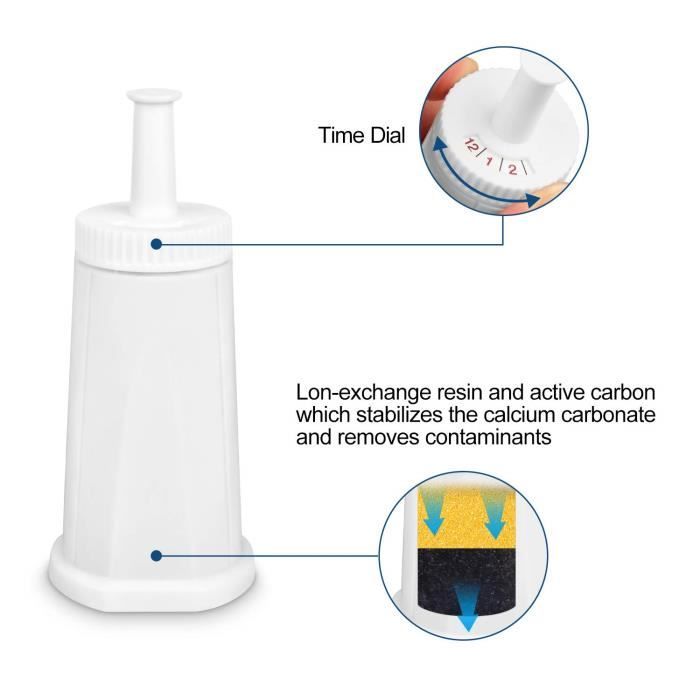 Time Dial
12 | 1 | 2 |
Lon-exchange resin and active carbon
which stabilizes the calcium carbonate
and removes contaminants